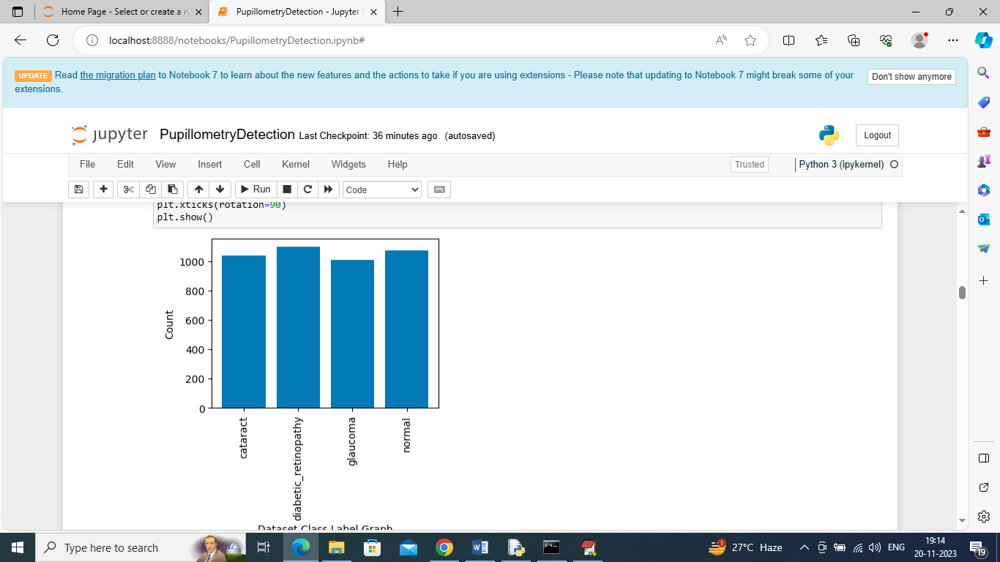 Home Page - Select or create a n
PupillometryDetection - Jupyter
localhost:8888/notebooks/PupillometryDetection.ipynb#
UPDATE Read the migration plan to Notebook 7 to learn about the new features and the actions to take if you are using extensions - Please note that updating to Notebook 7 might break some of your
extensions.
Don't show anymore
jupyter PupillometryDetection Last Checkpoint: 36 minutes ago (autosaved)
Logout
File Edit View Insert Cell Kernel Widgets Help
Trusted
Python 3 (ipykernel)
Run
Code
plt.xticks(rotation=90)
plt.show()
1000
800
600
400
200
0
Count
cataract
diabetic_retinopathy
glaucoma
normal
Dataset Class Label Graph
Type here to search
27°C Haze
ENG
19:14
20-11-2023
19